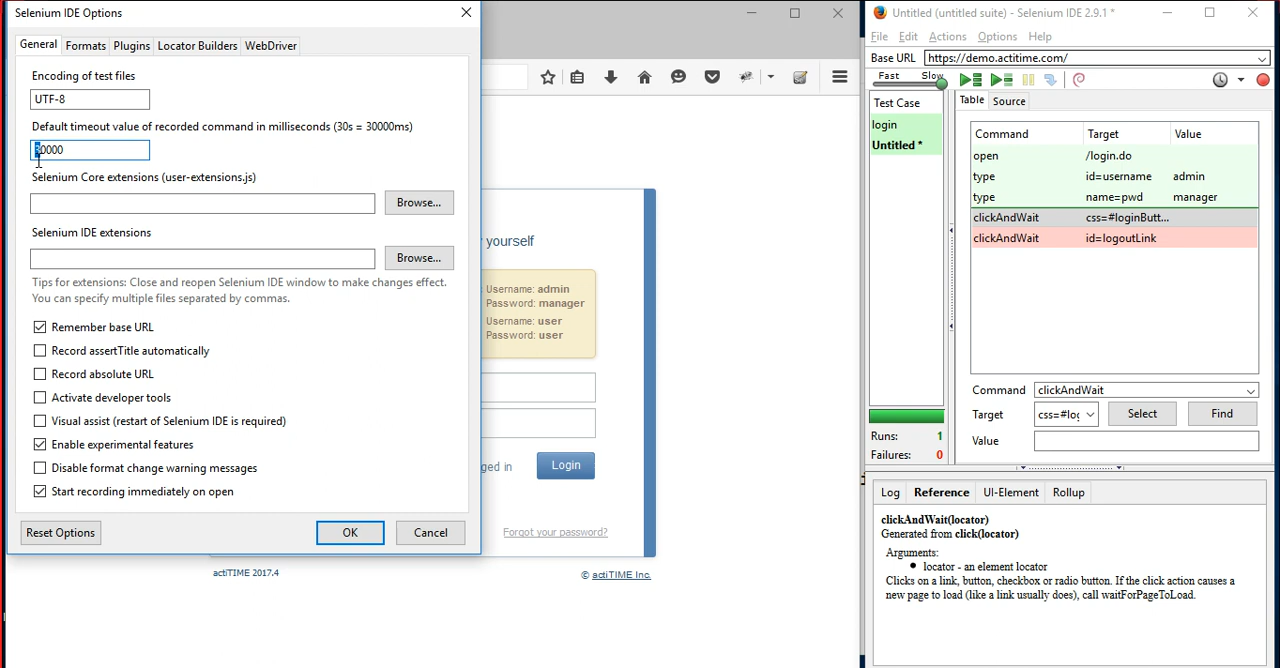 Selenium IDE Options
General Formats Plugins Locator Builders WebDriver
Encoding of test files
UTF-8
Default timeout value of recorded command in milliseconds (30s = 30000ms)
30000
Selenium Core extensions (user-extensions.js)
Browse...
Selenium IDE extensions
Browse...
Tips for extensions: Close and reopen Selenium IDE window to make changes effect.
You can specify multiple files separated by commas.
Remember base URL
Record assertTitle automatically
Record absolute URL
Activate developer tools
Visual assist (restart of Selenium IDE is required)
Enable experimental features
Disable format change warning messages
Start recording immediately on open
Reset Options OK Cancel
y yourself
Username: admin
Password: manager
Username: user
Password: user
ged in Login
Forgot your password?
actiTIME 2017.4 © actiTIME Inc.
Untitled (untitled suite) - Selenium IDE 2.9.1 *
File Edit Actions Options Help
Base URL https://demo.actitime.com/
Fast Slow
Test Case
login
Untitled *
Runs: 1
Failures: 0
Table Source
Command Target Value
open /login.do
type id=username admin
type name=pwd manager
clickAndWait css=#loginButt...
clickAndWait id=logoutLink
Command clickAndWait
Target css=#log Select Find
Value
Log Reference UI-Element Rollup
clickAndWait(locator)
Generated from click(locator)
Arguments:
locator - an element locator
Clicks on a link, button, checkbox or radio button. If the click action causes a
new page to load (like a link usually does), call waitForPageToLoad.